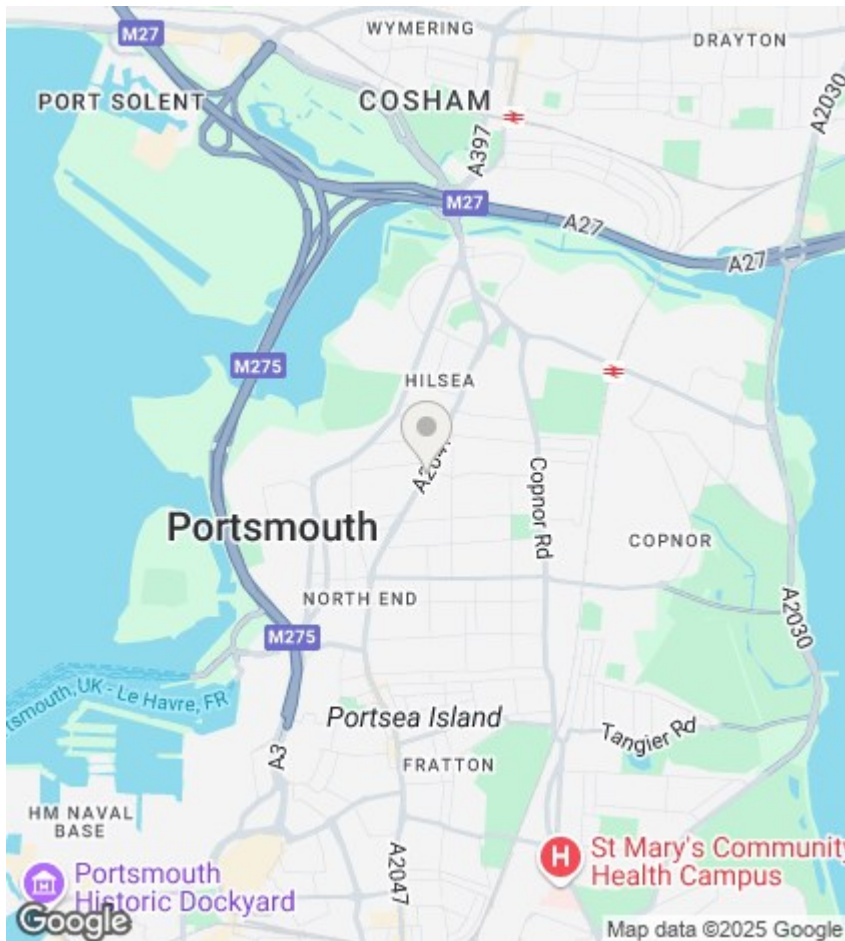 M27
WYMERING
DRAYTON
PORT SOLENT
COSHAM
A2030
A397
M27
A27
A27
M275
HILSEA
Portsmouth
Copnor Rd
COPNOR
NORTH END
A2030
M275
Portsmouth, UK - Le Havre, FR
Portsea Island
Tangier Rd
A3
FRATTON
HM NAVAL
BASE
A2047
St Mary's Community
Health Campus
Portsmouth
Historic Dockyard
Google
Map data ©2025 Google